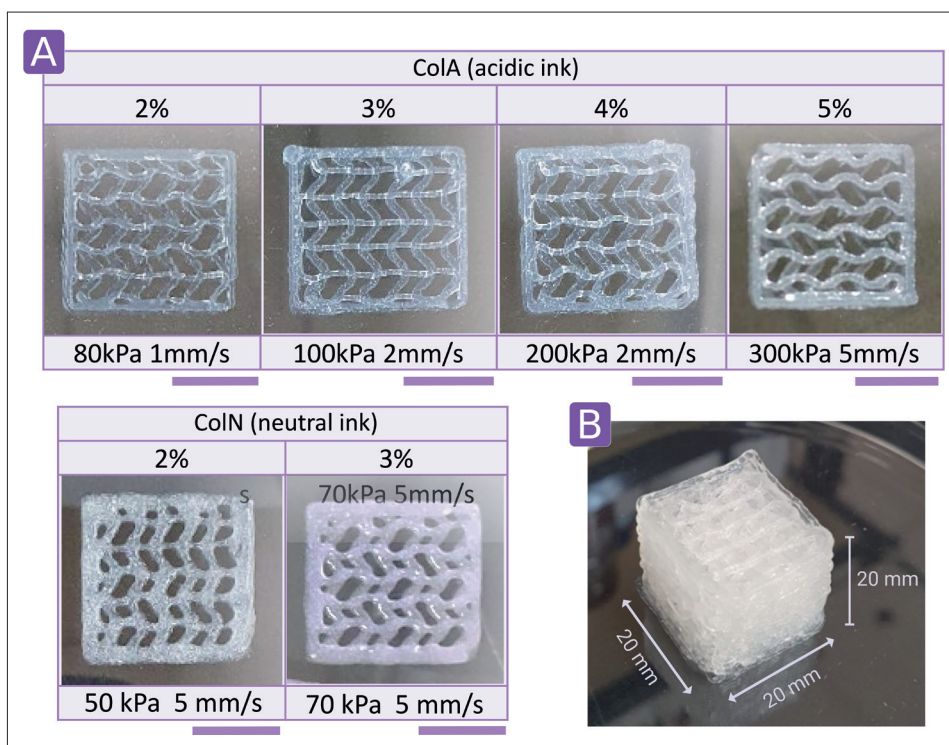 A
ColA (acidic ink)
2% 3% 4% 5%
80kPa 1mm/s 100kPa 2mm/s 200kPa 2mm/s 300kPa 5mm/s
ColN (neutral ink)
2% 3%
s 70kPa 5mm/s
50 kPa 5 mm/s 70 kPa 5 mm/s
B
20 mm
20 mm
20 mm